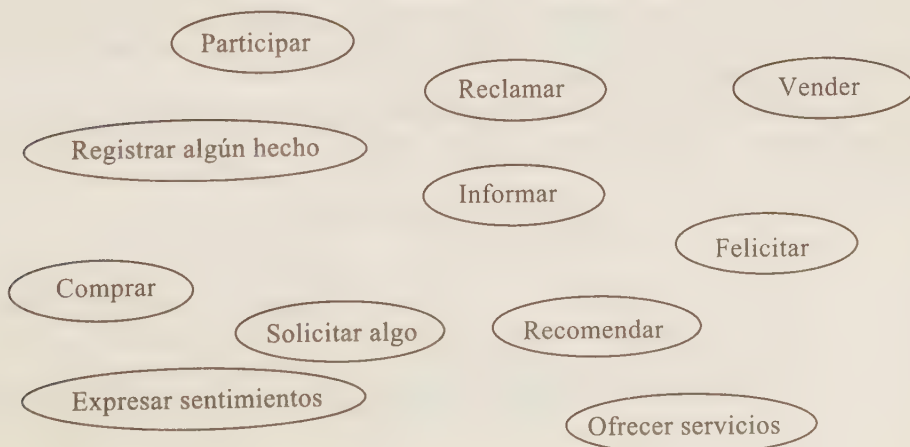 Participar
Reclamar
Vender
Registrar algún hecho
Informar
Felicitar
Comprar
Solicitar algo
Recomendar
Expresar sentimientos
Ofrecer servicios